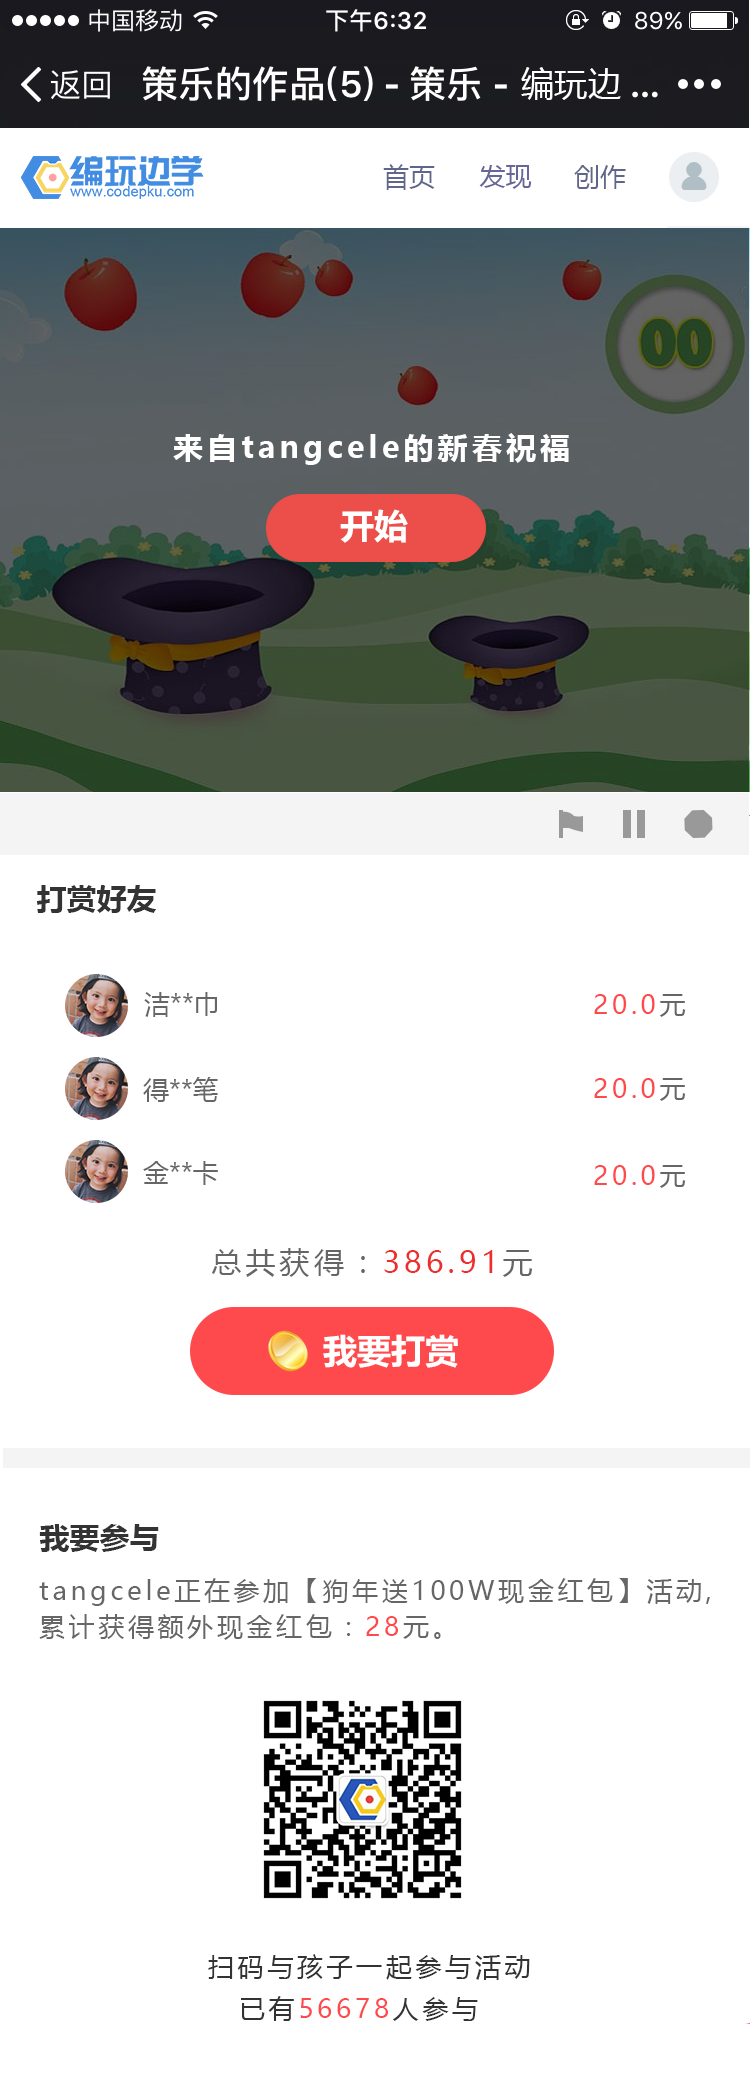 中国移动 下午6:32 89%
返回 策乐的作品(5) - 策乐 - 编玩边 ...
编玩边学 首页 发现 创作
www.codepku.com
00
来自tangcele的新春祝福
开始
打赏好友
洁**巾 20.0元
得**笔 20.0元
金**卡 20.0元
总共获得：386.91元
我要打赏
我要参与
tangcele正在参加【狗年送100W现金红包】活动,
累计获得额外现金红包：28元。
扫码与孩子一起参与活动
已有56678人参与